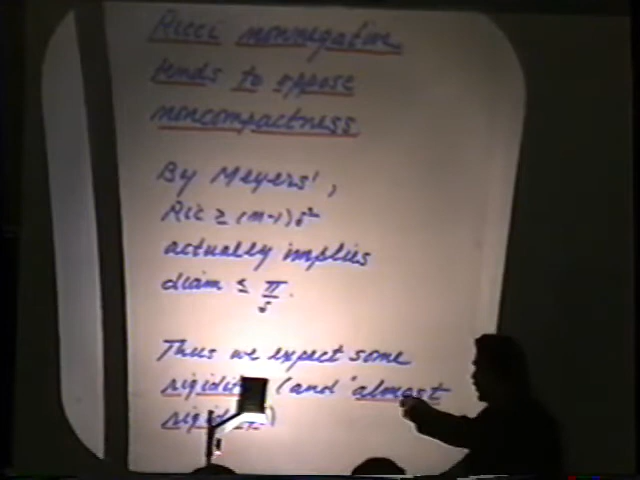 Ricci nonnegative
tends to oppose
noncompactness.
By Meyers',
Ric ≥ (n-1)δ²
actually implies
diam ≤ π/δ.
Thus we expect some
(and "almost